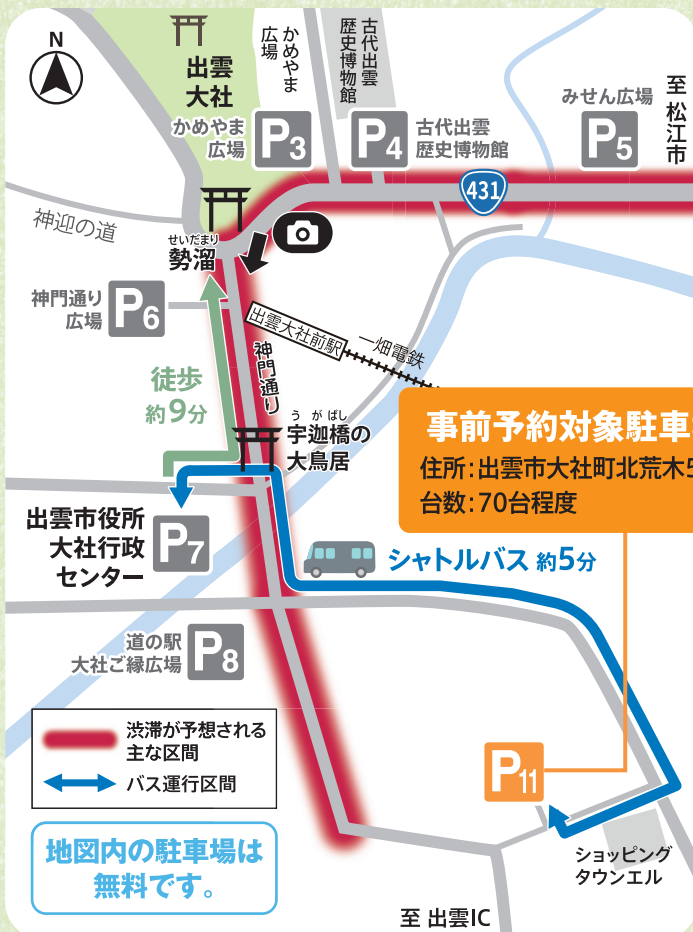 N
出雲
大社
かめやま
広場
古代出雲
歴史博物館
かめやま
広場
P3
P4
古代出雲
歴史博物館
みせん広場
P5
至 松江市
431
神迎の道
せいだまり
勢溜
神門通り
広場
P6
出雲大社前駅
一畑電鉄
神門通り
徒歩
約9分
うがばし
宇迦橋の
大鳥居
事前予約対象駐車
住所:出雲市大社町北荒木5
台数:70台程度
出雲市役所
大社行政
センター
P7
シャトルバス 約5分
道の駅
大社ご縁広場
P8
渋滞が予想される
主な区間
バス運行区間
P11
地図内の駐車場は
無料です。
ショッピング
タウンエル
至 出雲IC